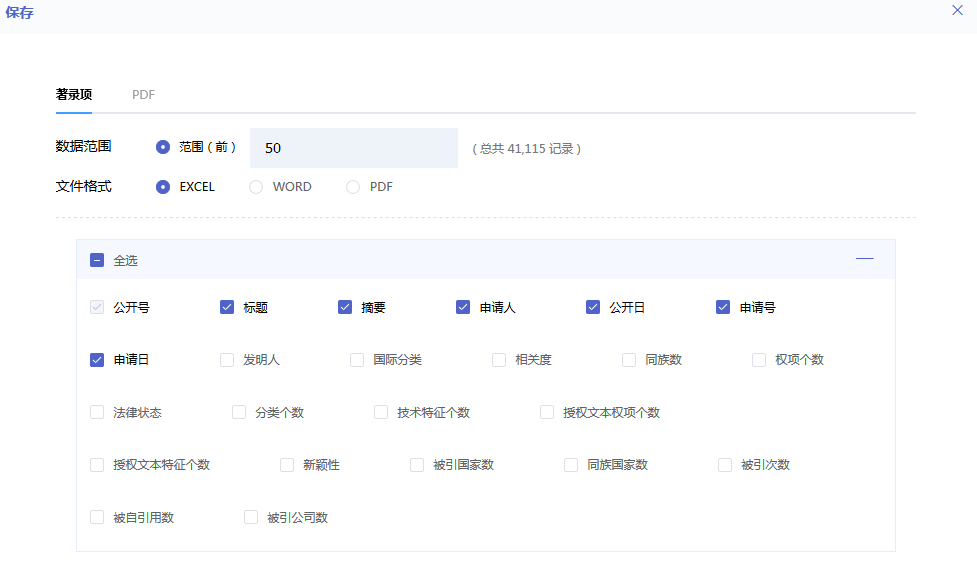 保存
著录项 PDF
数据范围 范围(前) 50 (总共 41,115 记录)
文件格式 EXCEL WORD PDF
全选
公开号 标题 摘要 申请人 公开日 申请号
申请日 发明人 国际分类 相关度 同族数 权项个数
法律状态 分类个数 技术特征个数 授权文本权项个数
授权文本特征个数 新颖性 被引国家数 同族国家数 被引次数
被自引用数 被引公司数